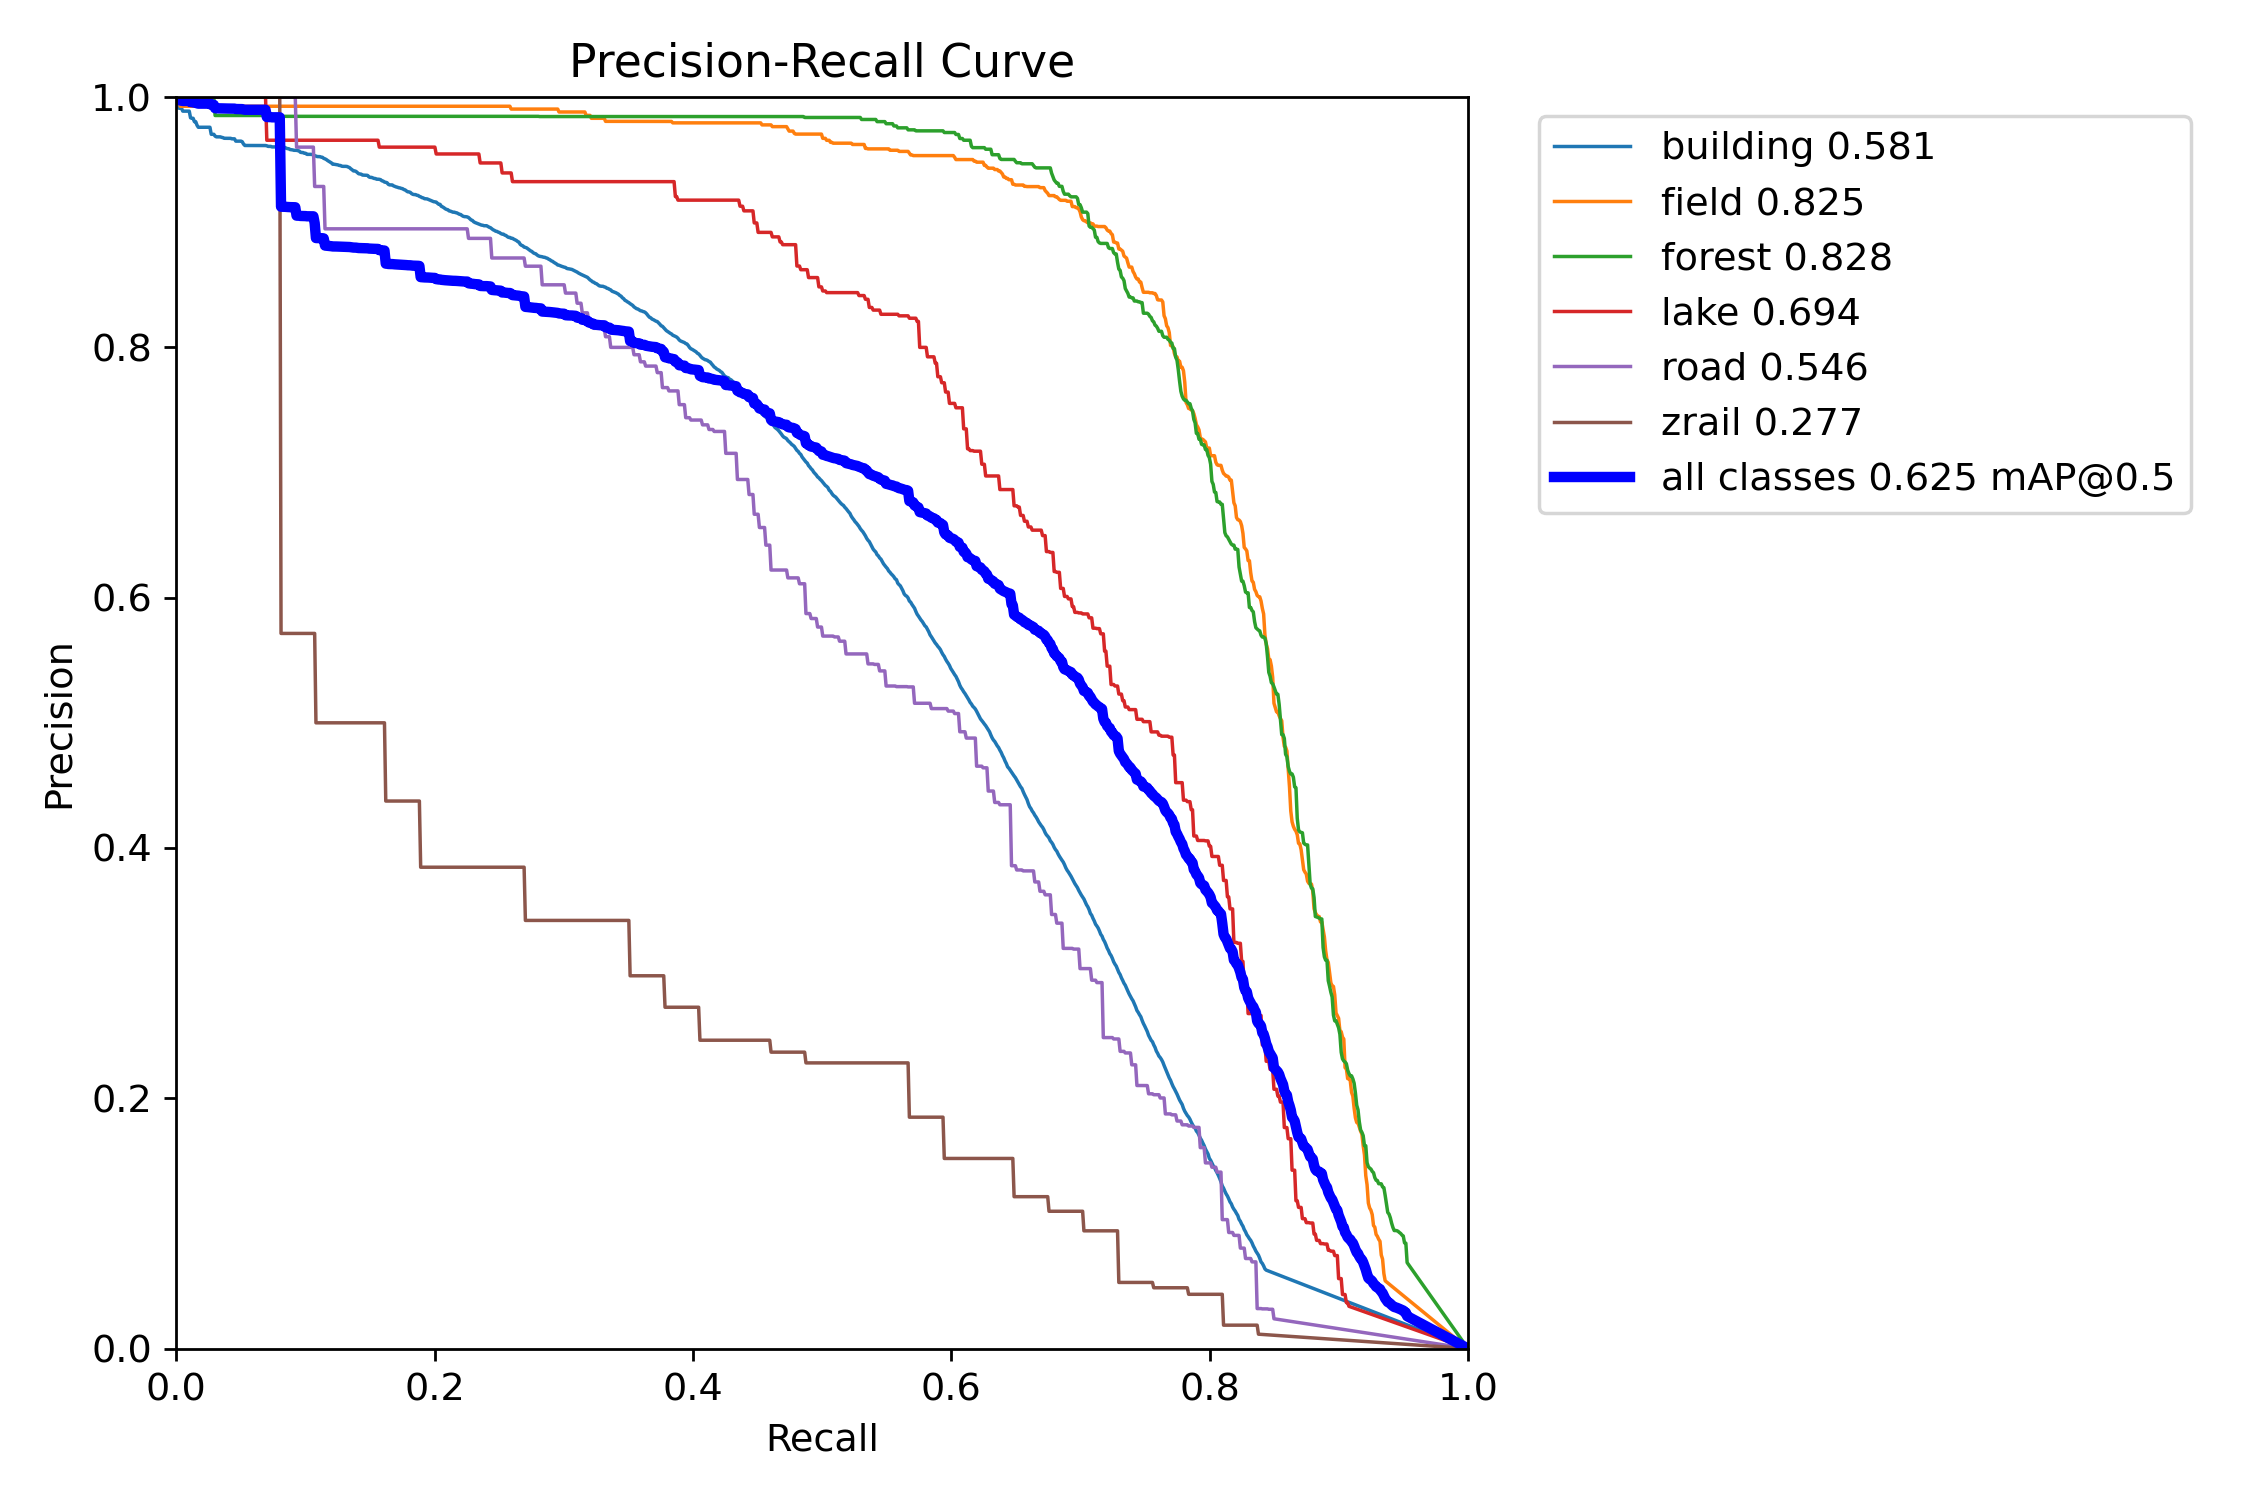 Precision-Recall Curve
1.0
0.8
0.6
0.4
0.2
0.0
Precision
0.0 0.2 0.4 0.6 0.8 1.0
Recall
building 0.581
field 0.825
forest 0.828
lake 0.694
road 0.546
zrail 0.277
all classes 0.625 mAP@0.5